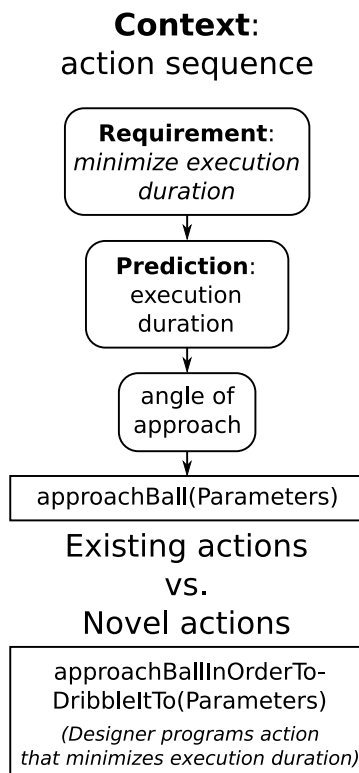 Context:
action sequence
Requirement:
minimize execution
duration
Prediction:
execution
duration
angle of
approach
approachBall(Parameters)
Existing actions
vs.
Novel actions
approachBallInOrderTo-
DribbleItTo(Parameters)
(Designer programs action
that minimizes execution duration)